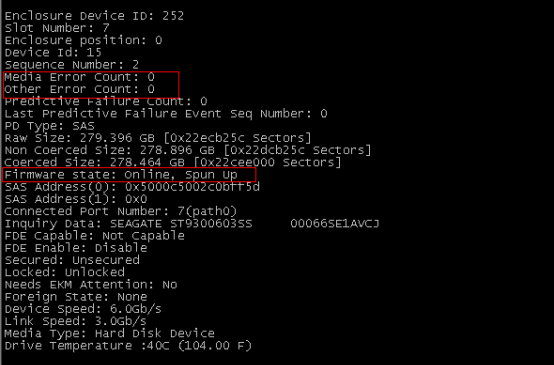 Enclosure Device ID: 252
Slot Number: 7
Enclosure position: 0
Device Id: 15
Sequence Number: 2
Media Error Count: 0
Other Error Count: 0
Predictive Failure Count: 0
Last Predictive Failure Event Seq Number: 0
PD Type: SAS
Raw Size: 279.396 GB [0x22ecb25c Sectors]
Non Coerced Size: 278.896 GB [0x22dcb25c Sectors]
Coerced Size: 278.464 GB [0x22cee000 Sectors]
Firmware state: Online, Spun Up
SAS Address(0): 0x5000c5002c0bff5d
SAS Address(1): 0x0
Connected Port Number: 7(path0)
Inquiry Data: SEAGATE ST9300603SS 00066SE1AVCJ
FDE Capable: Not Capable
FDE Enable: Disable
Secured: Unsecured
Locked: Unlocked
Needs EKM Attention: No
Foreign State: None
Device Speed: 6.0Gb/s
Link Speed: 3.0Gb/s
Media Type: Hard Disk Device
Drive Temperature :40C (104.00 F)